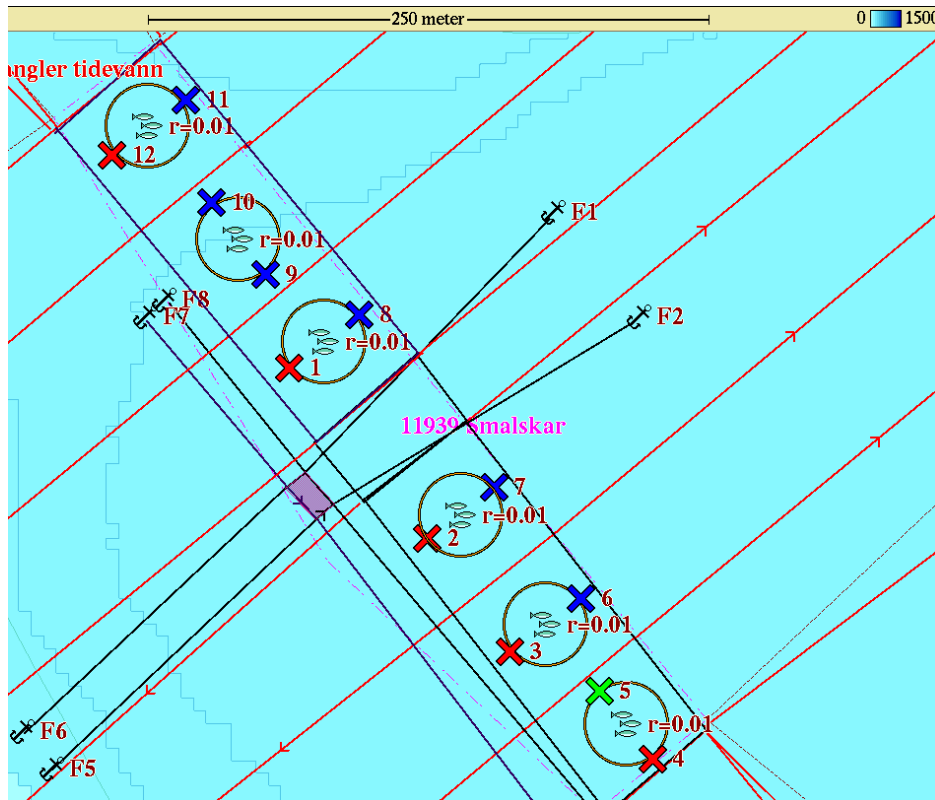 250 meter
0 1500
angler tidevann
11
r=0.01
12
10
r=0.01
9
F1
F8
F7
8
F2
r=0.01
1
11939 Smalskar
7
r=0.01
2
6
r=0.01
3
5
r=0.01
4
F6
F5